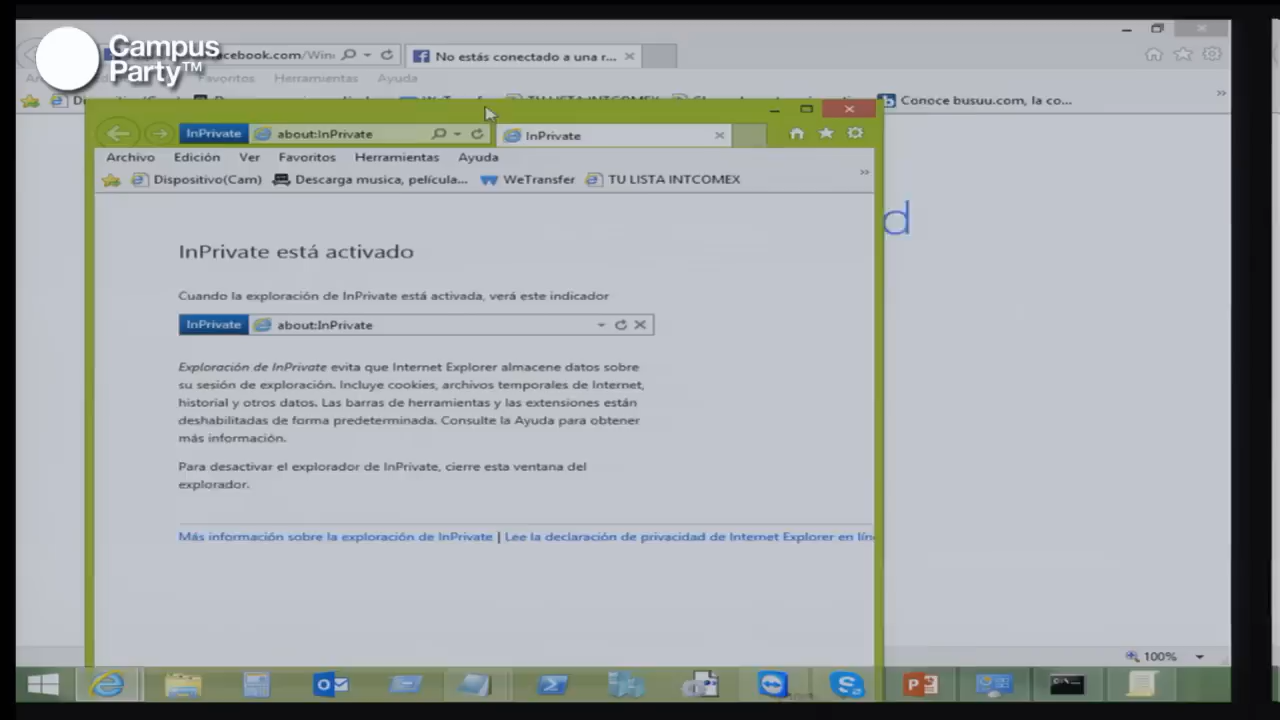 Campus
Party™
facebook.com/Win
No estás conectado a una r...
Favoritos Herramientas Ayuda
WeTransfer TU LISTA INTCOMEX
Conoce busuu.com, la co...
InPrivate about:InPrivate
InPrivate
Archivo Edición Ver Favoritos Herramientas Ayuda
Dispositivo(Cam) Descarga musica, película... WeTransfer TU LISTA INTCOMEX
d
InPrivate está activado
Cuando la exploración de InPrivate está activada, verá este indicador
InPrivate about:InPrivate
Exploración de InPrivate evita que Internet Explorer almacene datos sobre
su sesión de exploración. Incluye cookies, archivos temporales de Internet,
historial y otros datos. Las barras de herramientas y las extensiones están
deshabilitadas de forma predeterminada. Consulte la Ayuda para obtener
más información.
Para desactivar el explorador de InPrivate, cierre esta ventana del
explorador.
Más información sobre la exploración de InPrivate | Lee la declaración de privacidad de Internet Explorer en lín
100%